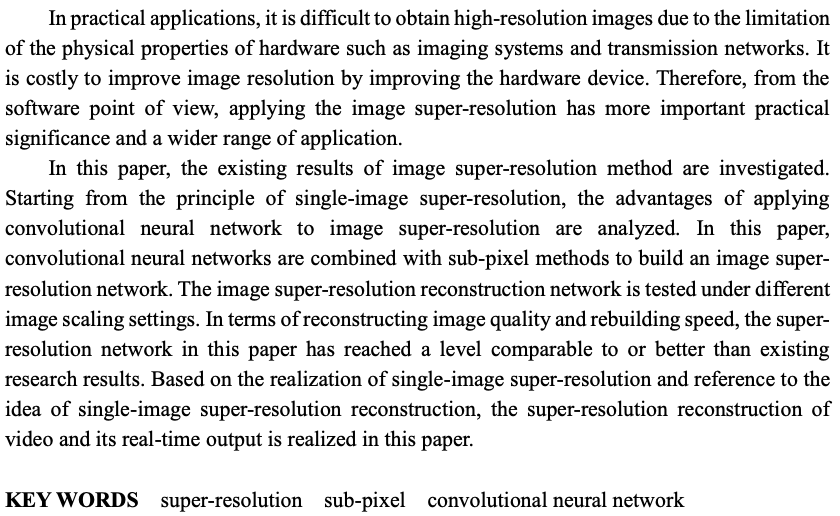 In practical applications, it is difficult to obtain high-resolution images due to the limitation
of the physical properties of hardware such as imaging systems and transmission networks. It
is costly to improve image resolution by improving the hardware device. Therefore, from the
software point of view, applying the image super-resolution has more important practical
significance and a wider range of application.
In this paper, the existing results of image super-resolution method are investigated.
Starting from the principle of single-image super-resolution, the advantages of applying
convolutional neural network to image super-resolution are analyzed. In this paper,
convolutional neural networks are combined with sub-pixel methods to build an image super-
resolution network. The image super-resolution reconstruction network is tested under different
image scaling settings. In terms of reconstructing image quality and rebuilding speed, the super-
resolution network in this paper has reached a level comparable to or better than existing
research results. Based on the realization of single-image super-resolution and reference to the
idea of single-image super-resolution reconstruction, the super-resolution reconstruction of
video and its real-time output is realized in this paper.
KEY WORDS super-resolution sub-pixel convolutional neural network